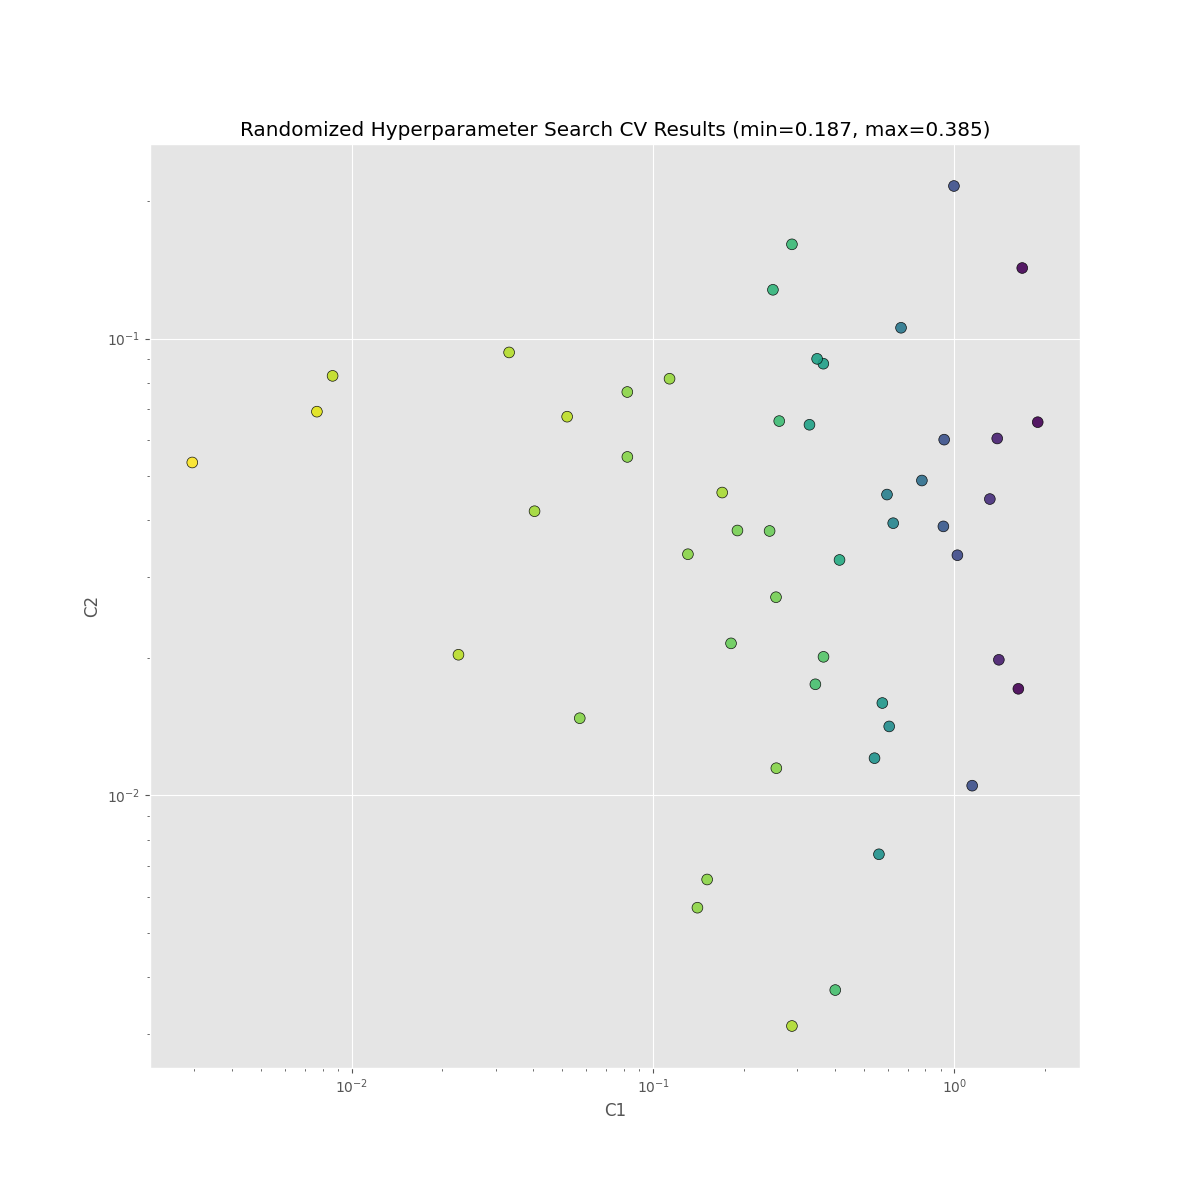 Randomized Hyperparameter Search CV Results (min=0.187, max=0.385)
10⁻¹
C2
10⁻²
10⁻² 10⁻¹ 10⁰
C1